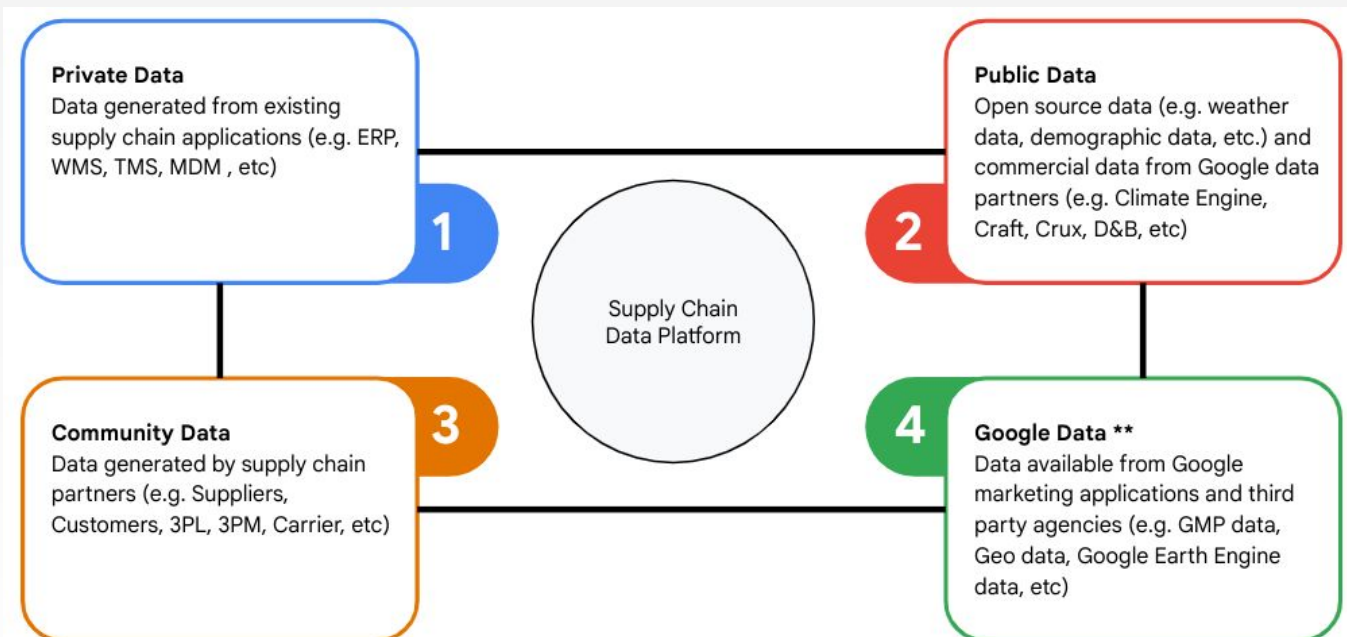 Private Data
Data generated from existing
supply chain applications (e.g. ERP,
WMS, TMS, MDM , etc)
1
Public Data
Open source data (e.g. weather
data, demographic data, etc.) and
commercial data from Google data
partners (e.g. Climate Engine,
Craft, Crux, D&B, etc)
2
Supply Chain
Data Platform
Community Data
Data generated by supply chain
partners (e.g. Suppliers,
Customers, 3PL, 3PM, Carrier, etc)
3
Google Data **
Data available from Google
marketing applications and third
party agencies (e.g. GMP data,
Geo data, Google Earth Engine
data, etc)
4